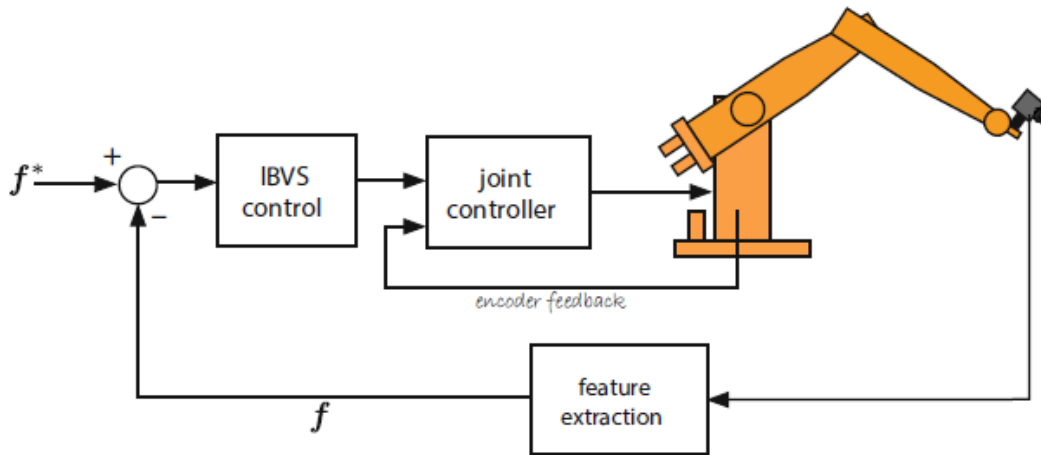 f*
+
−
IBVS
control
joint
controller
encoder feedback
feature
extraction
f